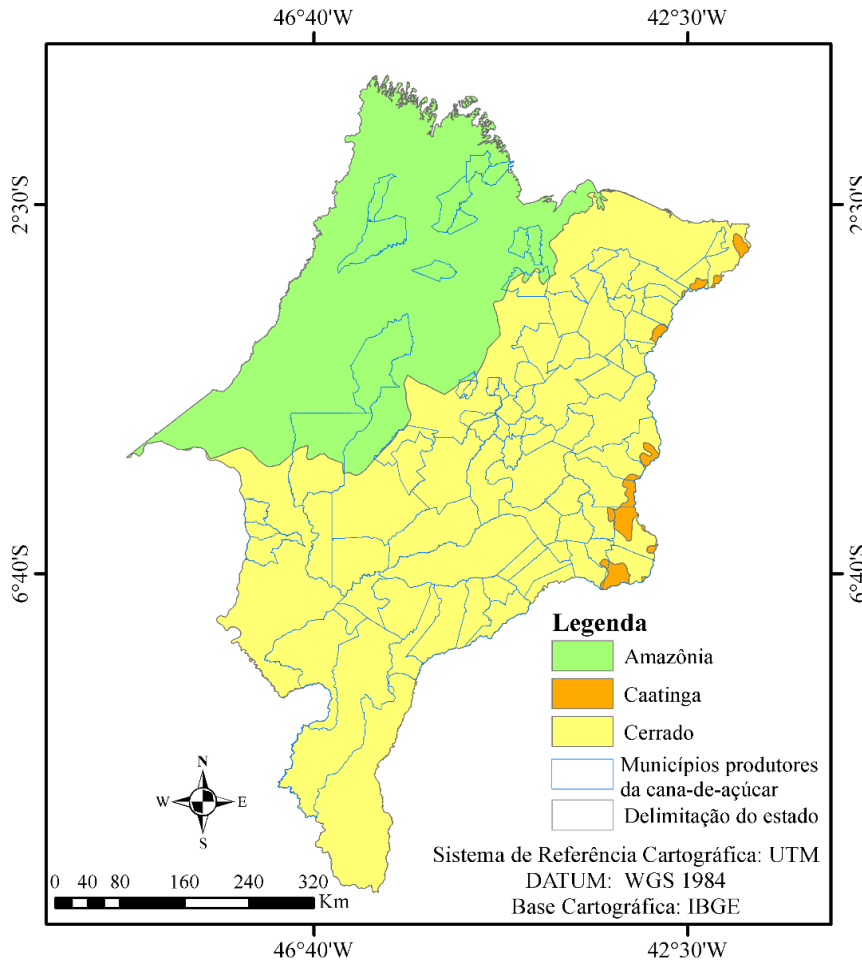 46°40'W
42°30'W
2°30'S
2°30'S
6°40'S
6°40'S
Legenda
Amazônia
Caatinga
Cerrado
Municípios produtores
da cana-de-açúcar
Delimitação do estado
N
W
E
S
Sistema de Referência Cartográfica: UTM
DATUM: WGS 1984
Base Cartográfica: IBGE
0 40 80 160 240 320
Km
46°40'W
42°30'W